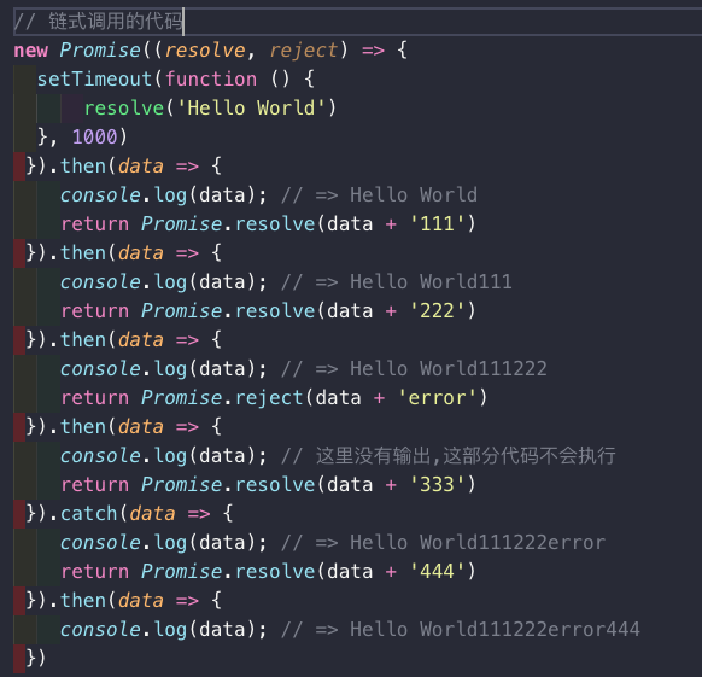 // 链式调用的代码
new Promise((resolve, reject) => {
  setTimeout(function () {
      resolve('Hello World')
  }, 1000)
 }).then(data => {
    console.log(data); // => Hello World
    return Promise.resolve(data + '111')
 }).then(data => {
    console.log(data); // => Hello World111
    return Promise.resolve(data + '222')
 }).then(data => {
    console.log(data); // => Hello World111222
    return Promise.reject(data + 'error')
 }).then(data => {
    console.log(data); // 这里没有输出,这部分代码不会执行
    return Promise.resolve(data + '333')
 }).catch(data => {
    console.log(data); // => Hello World111222error
    return Promise.resolve(data + '444')
 }).then(data => {
    console.log(data); // => Hello World111222error444
 })